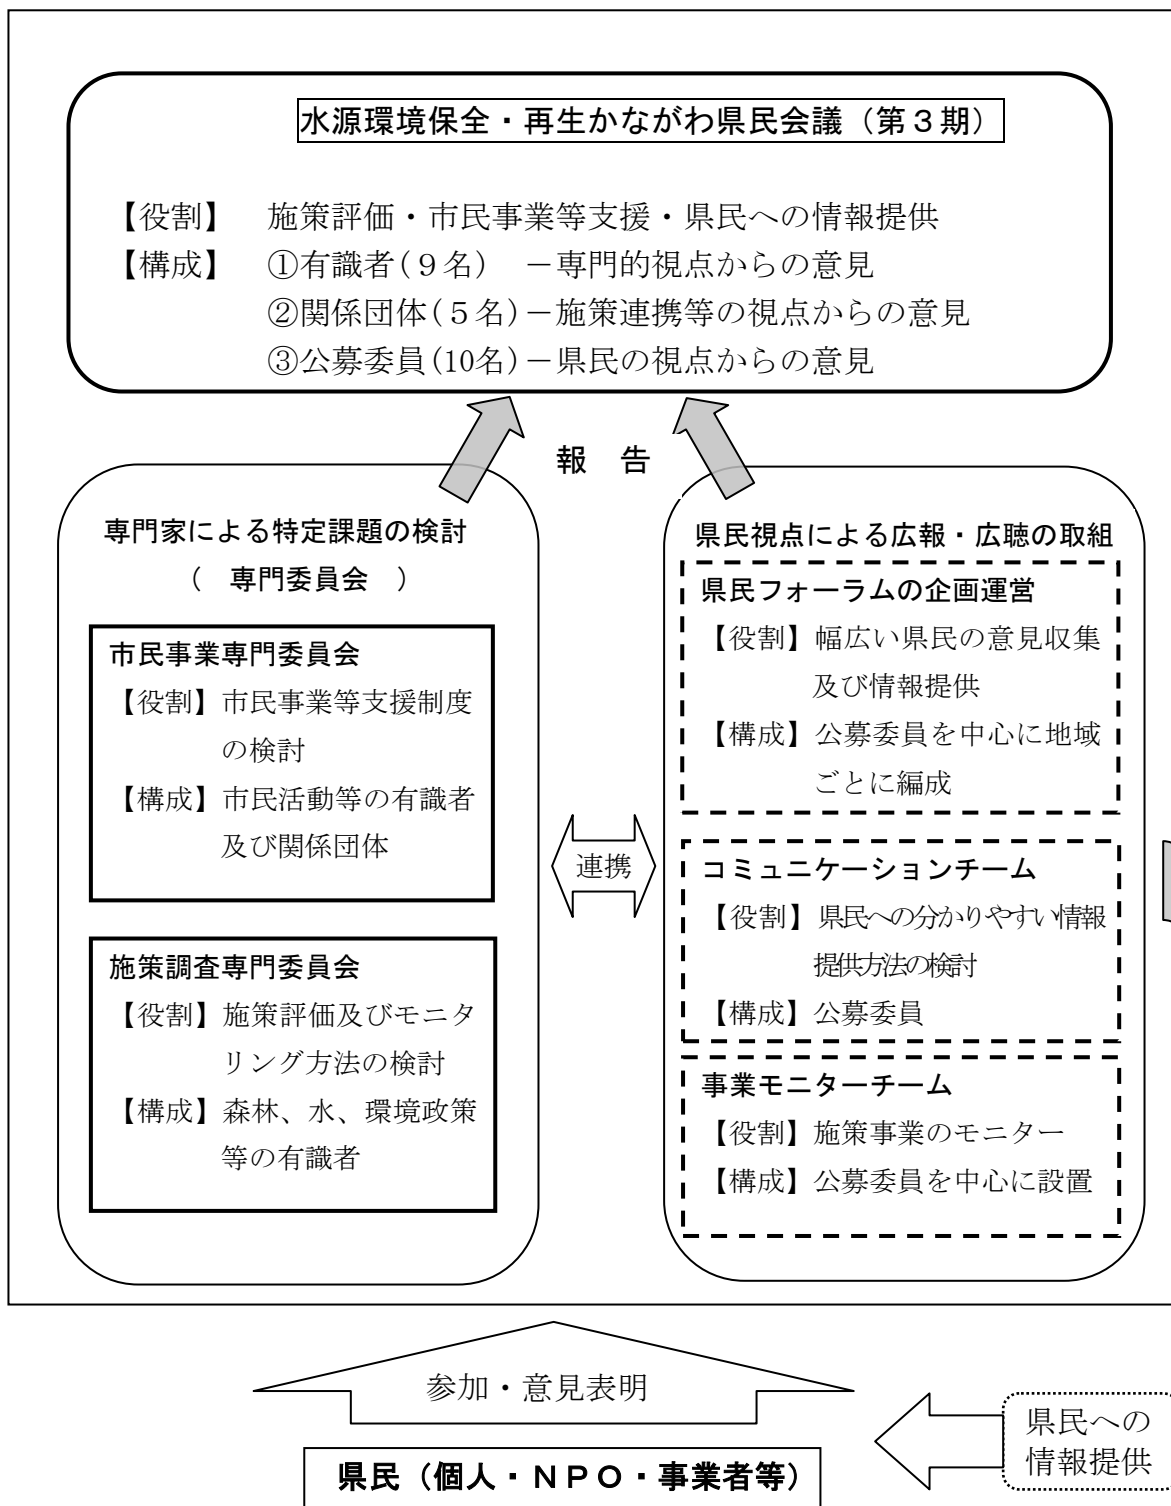 水源環境保全・再生かながわ県民会議（第３期）
【役割】　施策評価・市民事業等支援・県民への情報提供
【構成】　①有識者(９名)　－専門的視点からの意見
②関係団体(５名)－施策連携等の視点からの意見
③公募委員(10名)－県民の視点からの意見
報　告
専門家による特定課題の検討
（　専門委員会　）
市民事業専門委員会
【役割】市民事業等支援制度
の検討
【構成】市民活動等の有識者
及び関係団体
施策調査専門委員会
【役割】施策評価及びモニタ
リング方法の検討
【構成】森林、水、環境政策
等の有識者
連携
県民視点による広報・広聴の取組
県民フォーラムの企画運営
【役割】幅広い県民の意見収集
及び情報提供
【構成】公募委員を中心に地域
ごとに編成
コミュニケーションチーム
【役割】県民への分かりやすい情報
提供方法の検討
【構成】公募委員
事業モニターチーム
【役割】施策事業のモニター
【構成】公募委員を中心に設置
参加・意見表明
県民（個人・ＮＰＯ・事業者等）
県民への
情報提供